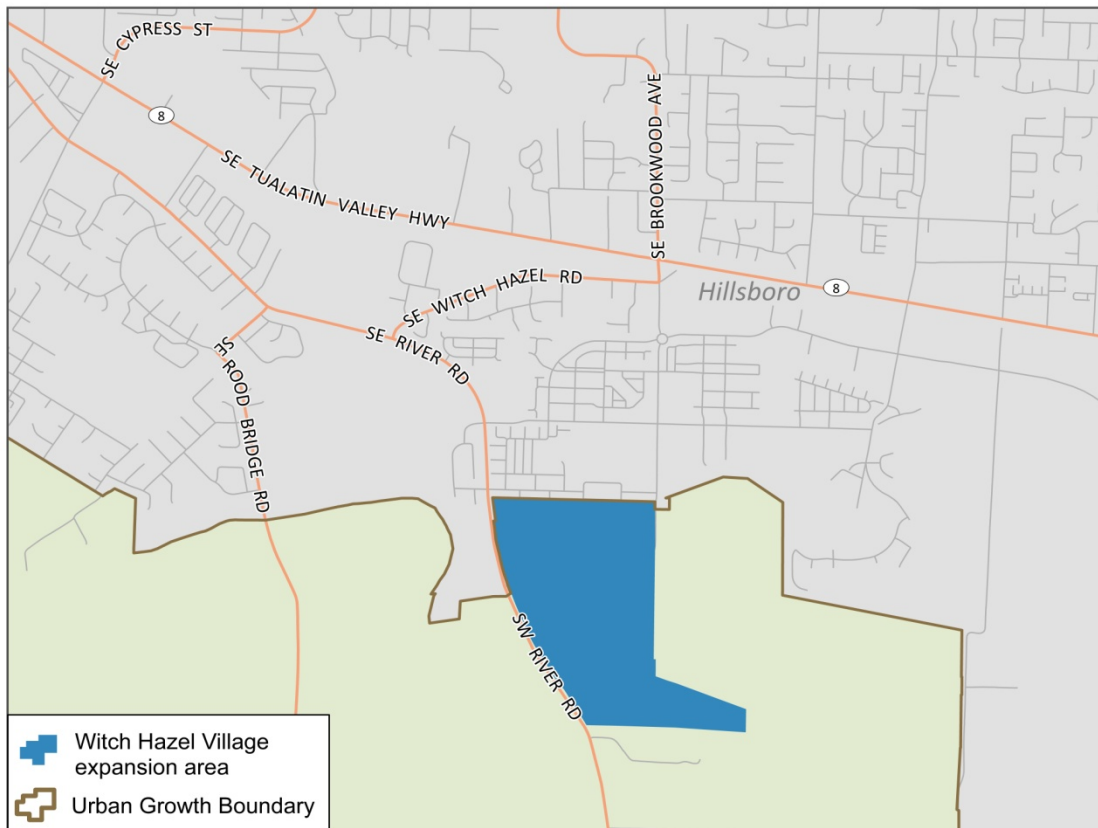 SE CYPRESS ST
8
SE TUALATIN VALLEY HWY
SE BROOKWOOD AVE
SE WITCH HAZEL RD
Hillsboro
8
SE RIVER RD
SE ROOD BRIDGE RD
SW RIVER RD
Witch Hazel Village
expansion area
Urban Growth Boundary